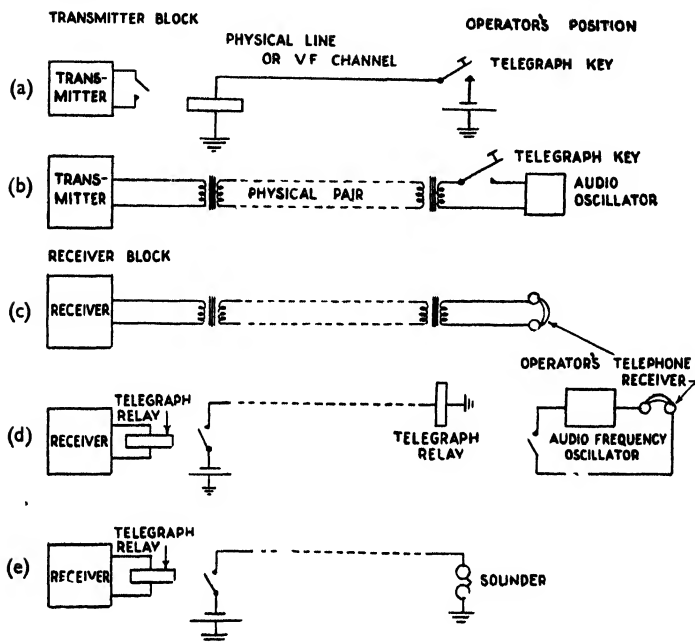 TRANSMITTER BLOCK
OPERATOR'S POSITION
PHYSICAL LINE
OR VF CHANNEL
TELEGRAPH KEY
(a)
TRANS-
MITTER
(b)
TRANS-
MITTER
PHYSICAL PAIR
TELEGRAPH KEY
AUDIO
OSCILLATOR
RECEIVER BLOCK
(c)
RECEIVER
OPERATOR'S TELEPHONE
RECEIVER
(d)
RECEIVER
TELEGRAPH
RELAY
TELEGRAPH
RELAY
AUDIO FREQUENCY
OSCILLATOR
(e)
RECEIVER
TELEGRAPH
RELAY
SOUNDER